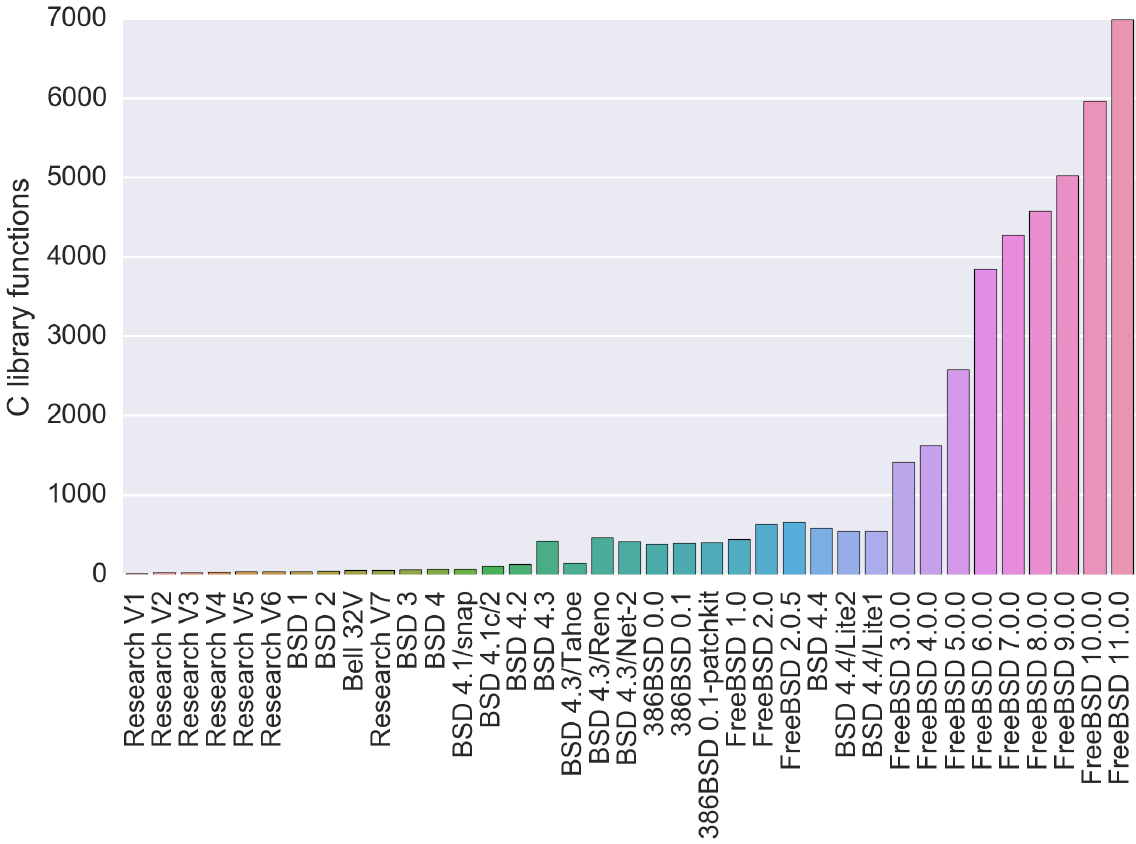 7000
6000
5000
4000
3000
2000
1000
0
C library functions
Research V1
Research V2
Research V3
Research V4
Research V5
Research V6
BSD 1
BSD 2
Bell 32V
Research V7
BSD 3
BSD 4
BSD 4.1/snap
BSD 4.1c/2
BSD 4.2
BSD 4.3
BSD 4.3/Tahoe
BSD 4.3/Reno
BSD 4.3/Net-2
386BSD 0.0
386BSD 0.1
386BSD 0.1-patchkit
FreeBSD 1.0
FreeBSD 2.0
FreeBSD 2.0.5
BSD 4.4
BSD 4.4/Lite2
BSD 4.4/Lite1
FreeBSD 3.0.0
FreeBSD 4.0.0
FreeBSD 5.0.0
FreeBSD 6.0.0
FreeBSD 7.0.0
FreeBSD 8.0.0
FreeBSD 9.0.0
FreeBSD 10.0.0
FreeBSD 11.0.0